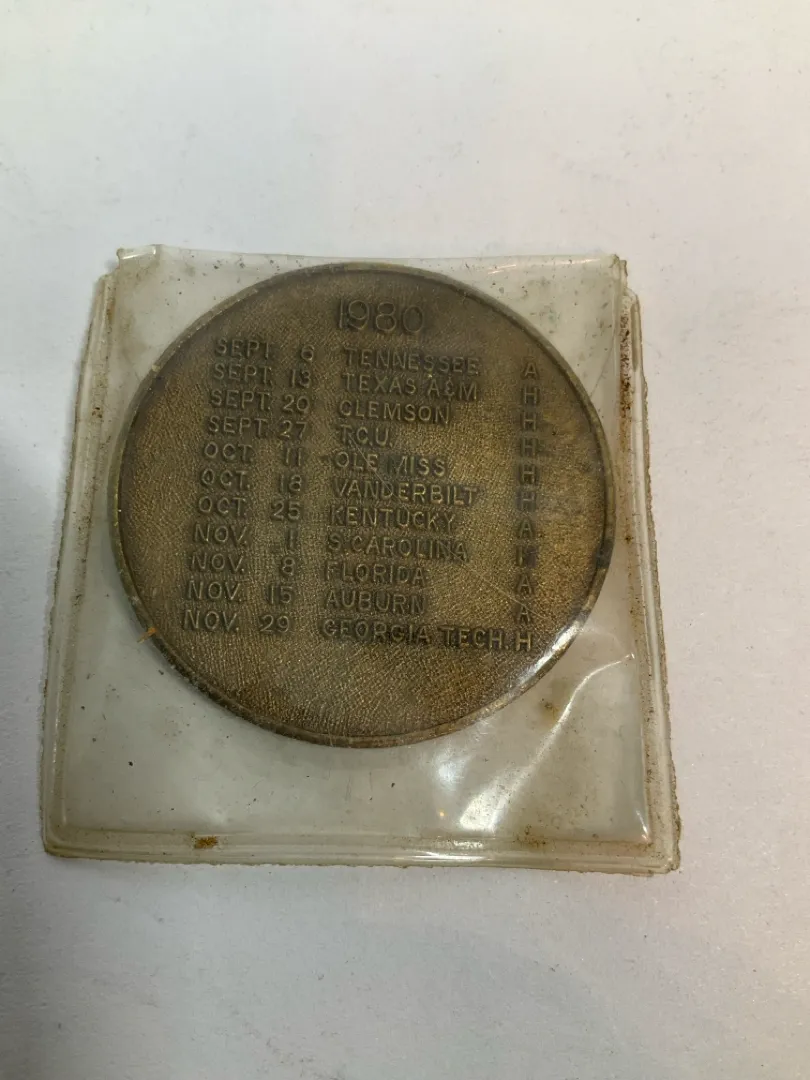 1980
SEPT. 6 TENNESSEE A
SEPT. 13 TEXAS A&M H
SEPT. 20 CLEMSON H
SEPT. 27 T.C.U. H
OCT. 11 OLE MISS H
OCT. 18 VANDERBILT H
OCT. 25 KENTUCKY A
NOV. 1 S. CAROLINA H
NOV. 8 FLORIDA A
NOV. 15 AUBURN A
NOV. 29 GEORGIA TECH. H